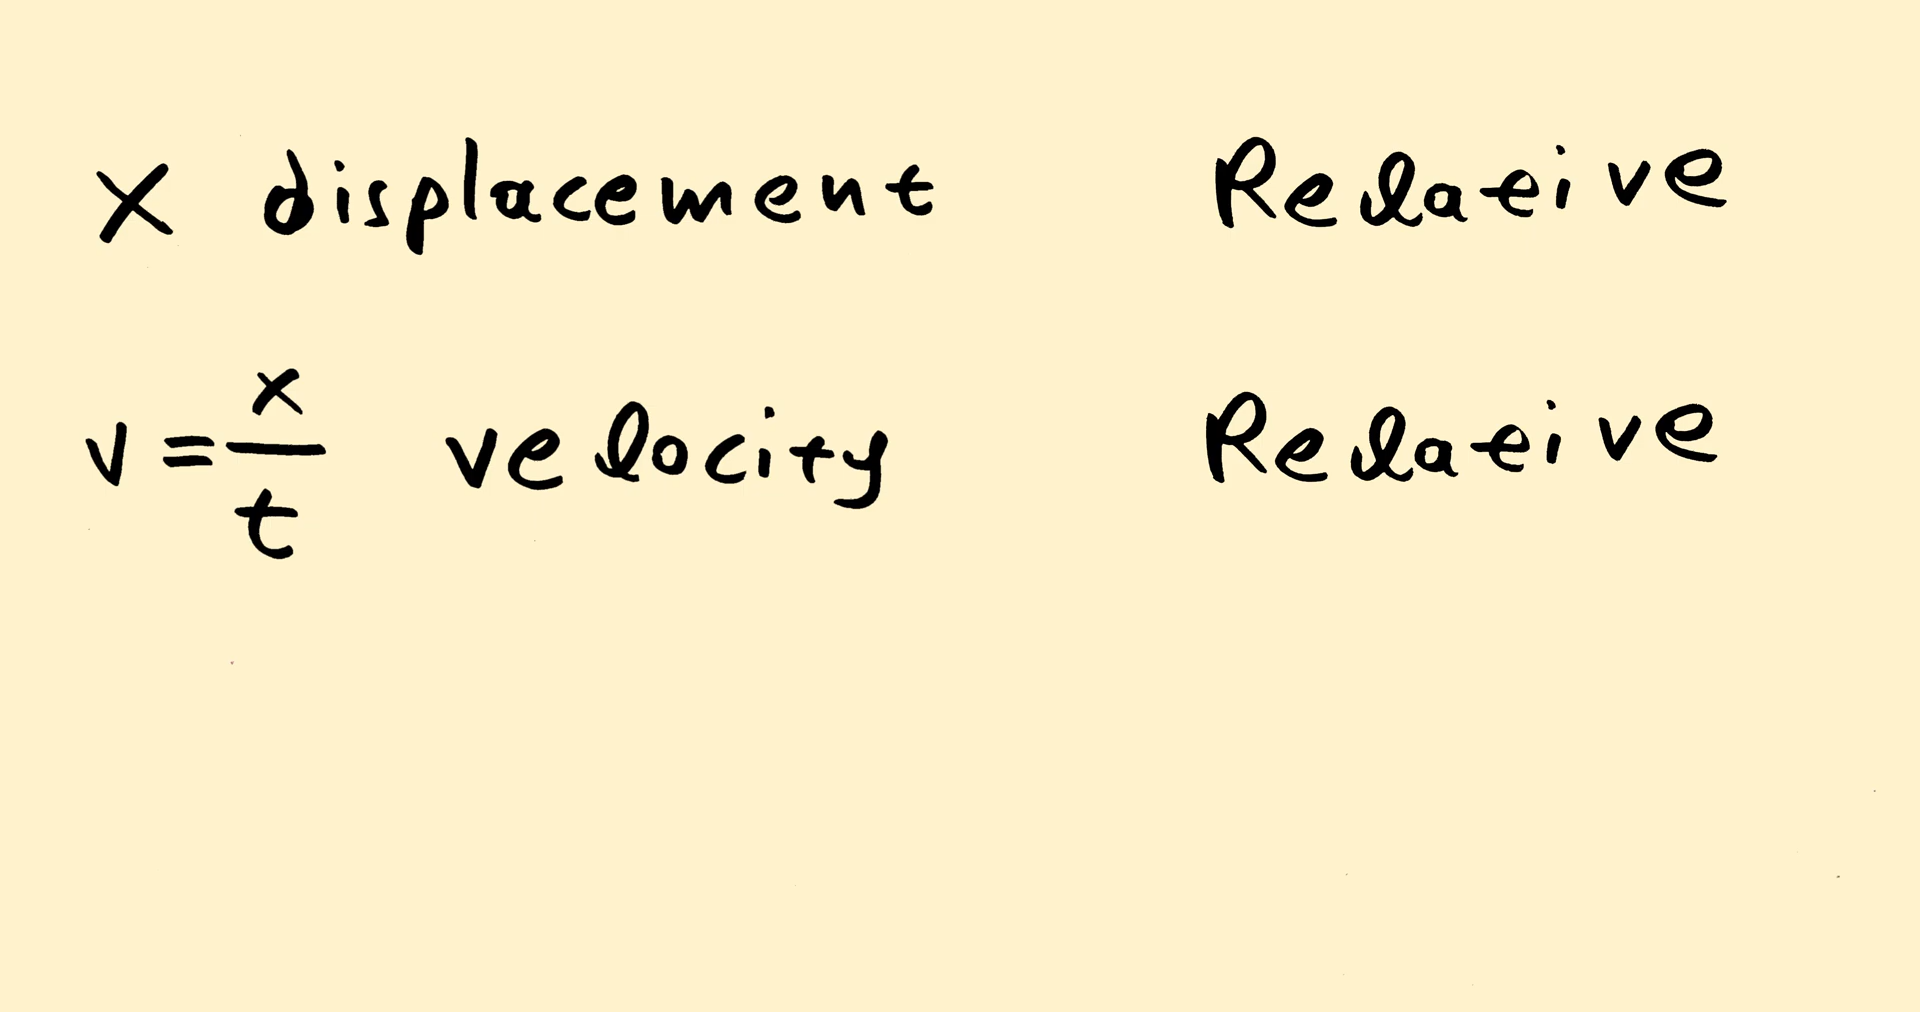 x displacement Relative
v = x/t velocity Relative